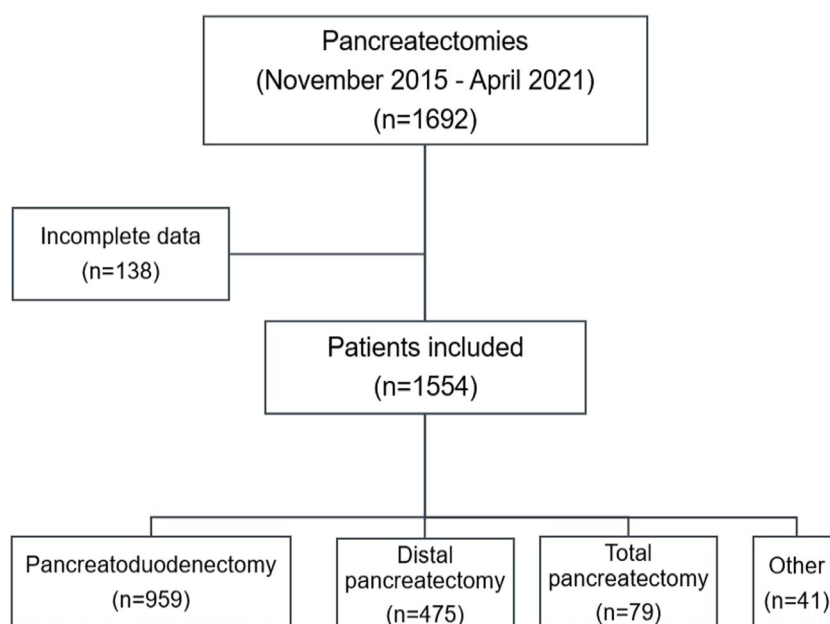 Pancreatectomies
(November 2015 - April 2021)
(n=1692)
Incomplete data
(n=138)
Patients included
(n=1554)
Pancreatoduodenectomy
(n=959)
Distal
pancreatectomy
(n=475)
Total
pancreatectomy
(n=79)
Other
(n=41)